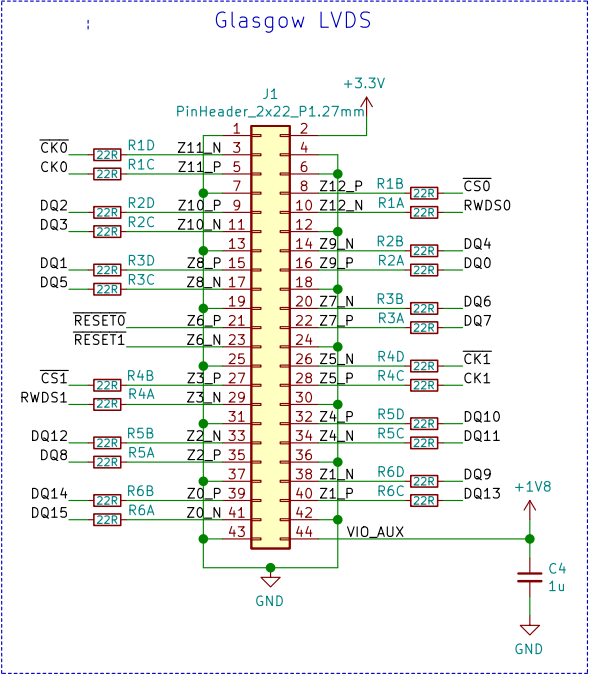 Glasgow LVDS
+3.3V
J1
PinHeader_2x22_P1.27mm
1 2
C̅K̅0̅ 22R R1D Z11_N 3 4
CK0 22R R1C Z11_P 5 6
7 8 Z12_P R1B 22R C̅S̅0̅
DQ2 22R R2D Z10_P 9 10 Z12_N R1A 22R RWDS0
DQ3 22R R2C Z10_N 11 12
13 14 Z9_N R2B 22R DQ4
DQ1 22R R3D Z8_P 15 16 Z9_P R2A 22R DQ0
DQ5 22R R3C Z8_N 17 18
19 20 Z7_N R3B 22R DQ6
R̅E̅S̅E̅T̅0̅ Z6_P 21 22 Z7_P R3A 22R DQ7
R̅E̅S̅E̅T̅1̅ Z6_N 23 24
25 26 Z5_N R4D 22R C̅K̅1̅
C̅S̅1̅ 22R R4B Z3_P 27 28 Z5_P R4C 22R CK1
RWDS1 22R R4A Z3_N 29 30
31 32 Z4_P R5D 22R DQ10
DQ12 22R R5B Z2_N 33 34 Z4_N R5C 22R DQ11
DQ8 22R R5A Z2_P 35 36
37 38 Z1_N R6D 22R DQ9
DQ14 22R R6B Z0_P 39 40 Z1_P R6C 22R DQ13
+1V8
DQ15 22R R6A Z0_N 41 42
43 44 VIO_AUX
C4
1u
GND
GND